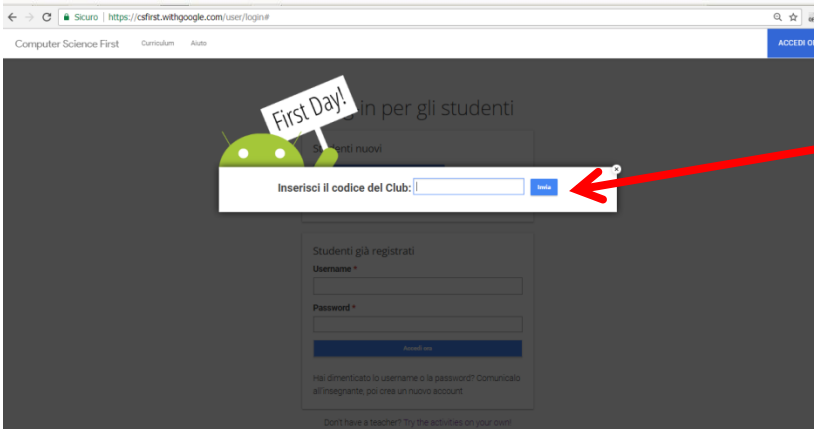 Sicuro | https://csfirst.withgoogle.com/user/login#
Computer Science First Curriculum Aiuto ACCEDI
First Day!
in per gli studenti
Studenti nuovi
Inserisci il codice del Club: Invia
Studenti già registrati
Username *
Password *
Accedi ora
Hai dimenticato lo username o la password? Comunicalo
all'insegnante, poi crea un nuovo account
Don't have a teacher? Try the activities on your own!